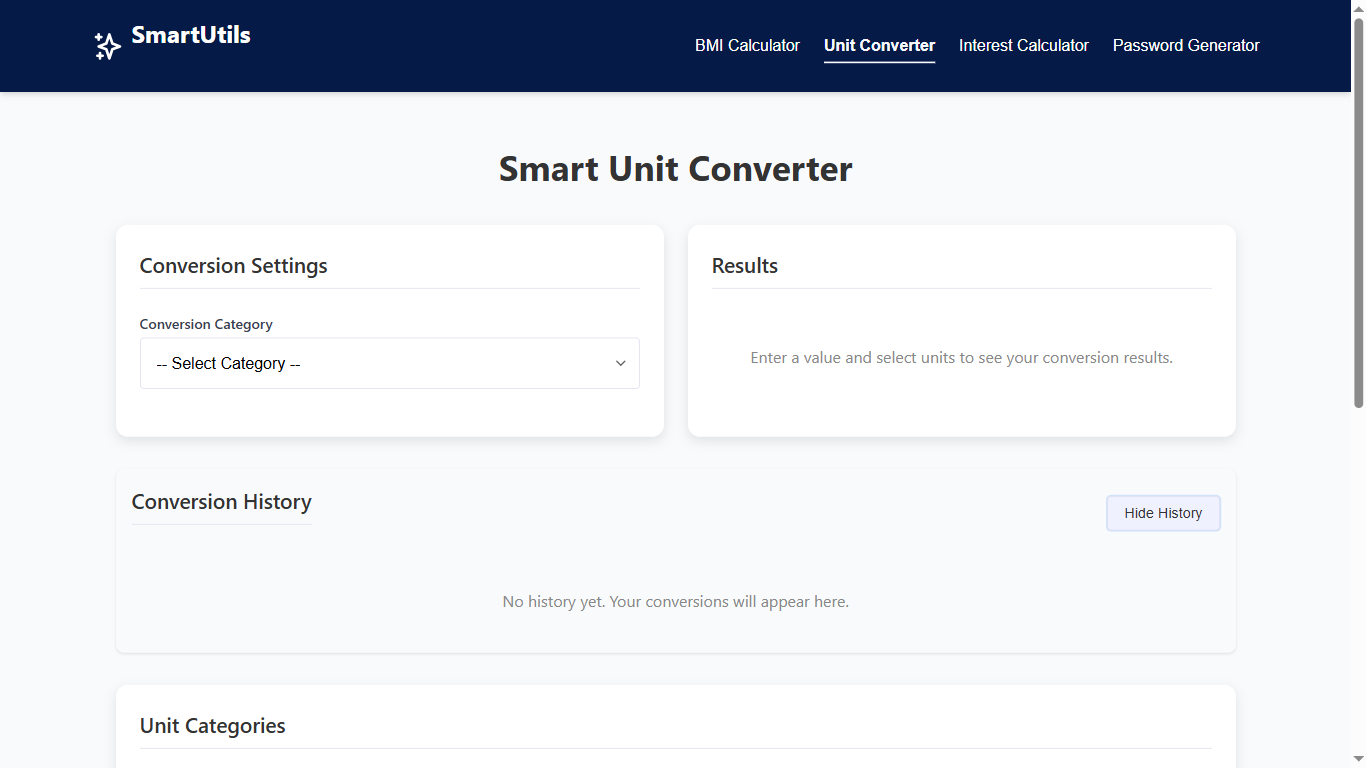 SmartUtils
BMI Calculator
Unit Converter
Interest Calculator
Password Generator
Smart Unit Converter
Conversion Settings
Conversion Category
-- Select Category --
Results
Enter a value and select units to see your conversion results.
Conversion History
Hide History
No history yet. Your conversions will appear here.
Unit Categories